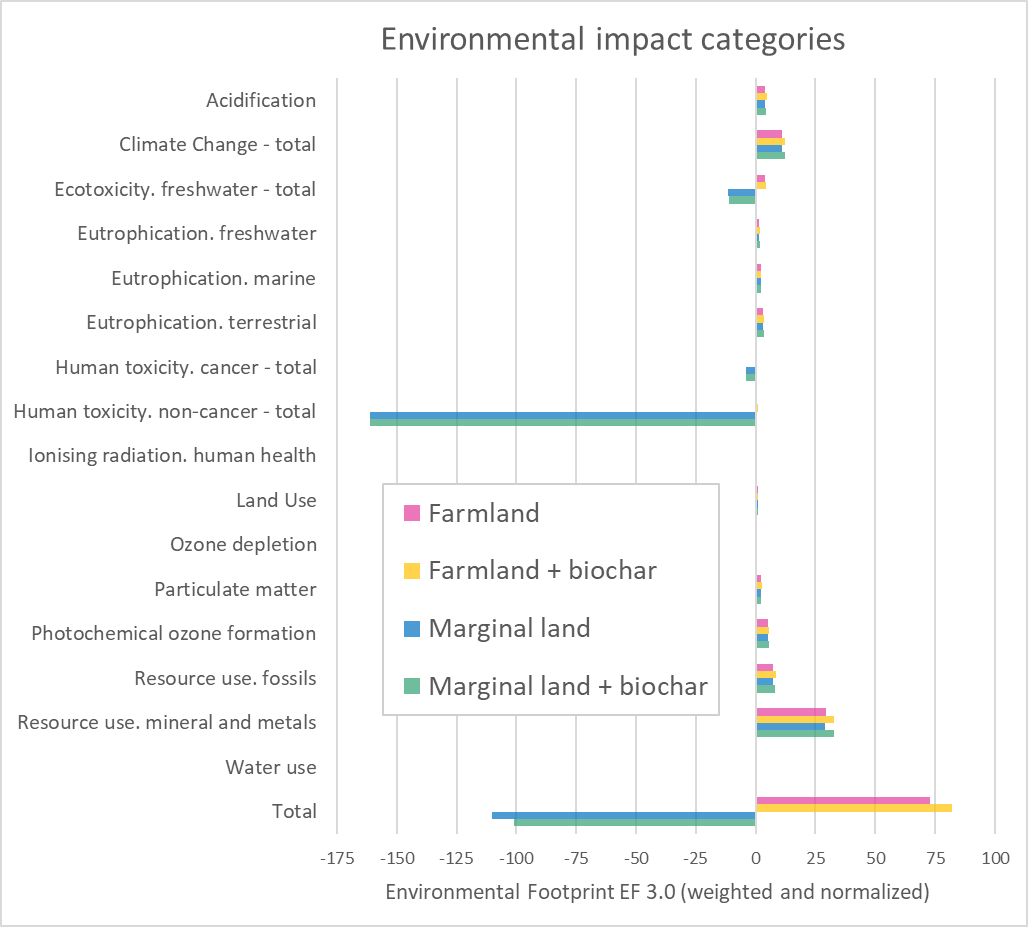 Environmental impact categories
Acidification
Climate Change - total
Ecotoxicity. freshwater - total
Eutrophication. freshwater
Eutrophication. marine
Eutrophication. terrestrial
Human toxicity. cancer - total
Human toxicity. non-cancer - total
Ionising radiation. human health
Land Use
Ozone depletion
Particulate matter
Photochemical ozone formation
Resource use. fossils
Resource use. mineral and metals
Water use
Total
Farmland
Farmland + biochar
Marginal land
Marginal land + biochar
-175 -150 -125 -100 -75 -50 -25 0 25 50 75 100
Environmental Footprint EF 3.0 (weighted and normalized)